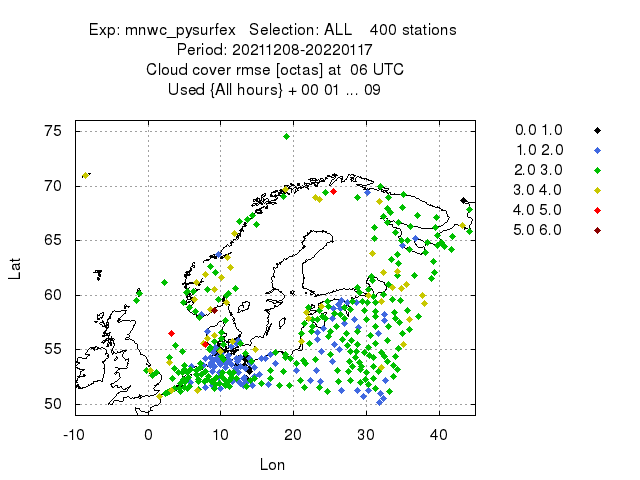 Exp: mnwc_pysurfex   Selection: ALL    400 stations
Period: 20211208-20220117
Cloud cover rmse [octas] at  06 UTC
Used {All hours} + 00 01 ... 09
0.0 1.0
1.0 2.0
2.0 3.0
3.0 4.0
4.0 5.0
5.0 6.0
75
70
65
60
55
50
Lat
-10 0 10 20 30 40
Lon